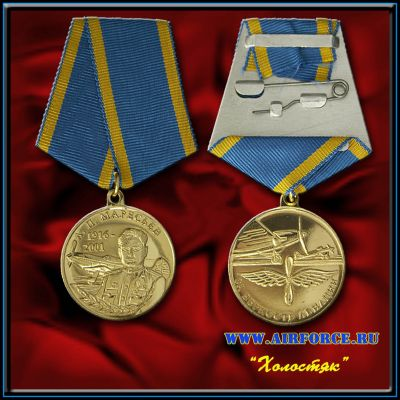 А. П. МАРЕСЬЕВ
1916-
2001
WWW.AIRFORCE.RU
"Холостяк"